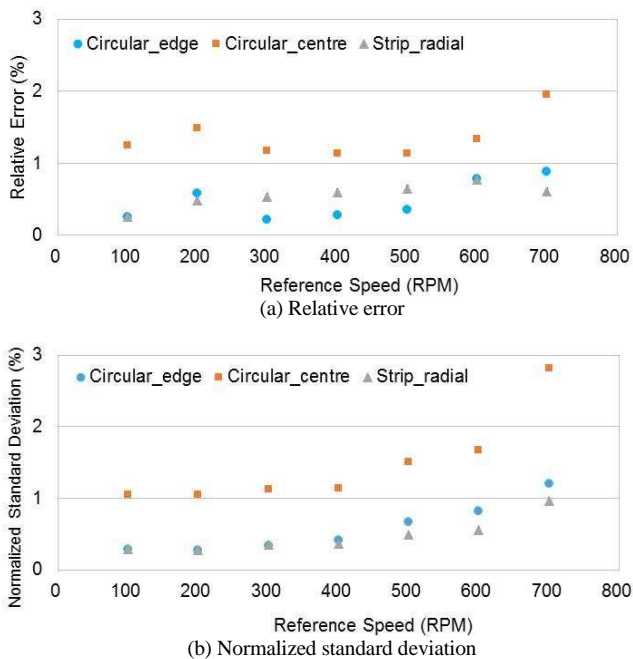 3
Circular_edge Circular_centre Strip_radial
2
1
0
Relative Error (%)
0 100 200 300 400 500 600 700 800
Reference Speed (RPM)
(a) Relative error
3
Circular_edge Circular_centre Strip_radial
2
1
0
Normalized Standard Deviation (%)
0 100 200 300 400 500 600 700 800
Reference Speed (RPM)
(b) Normalized standard deviation